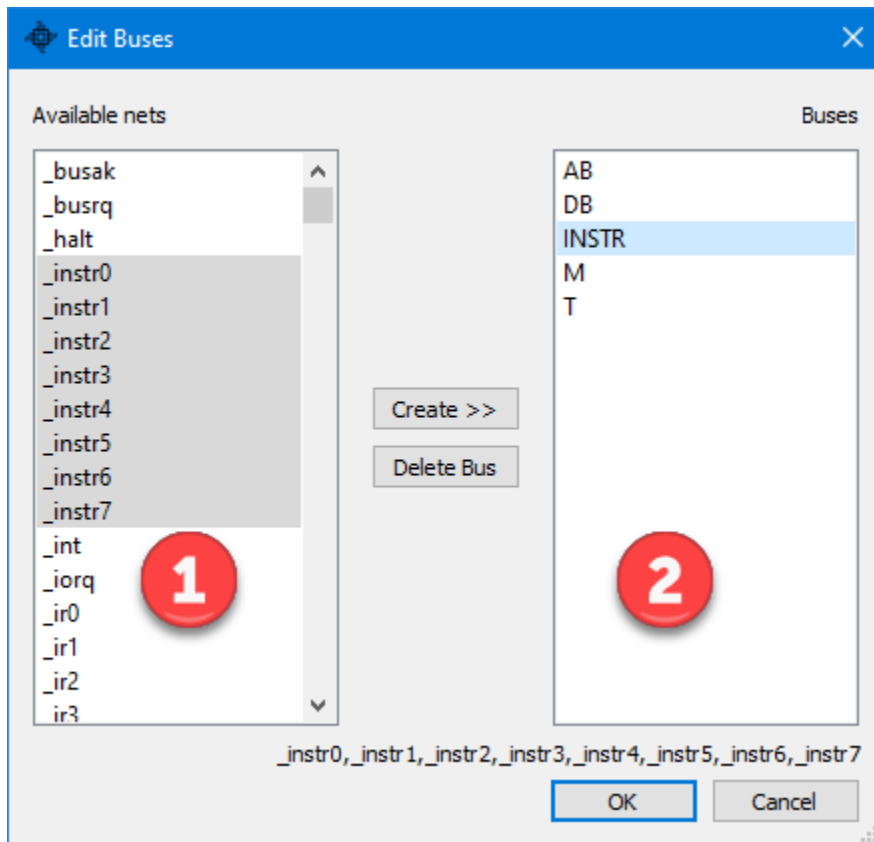 Edit Buses
Available nets
Buses
_busak
_busrq
_halt
_instr0
_instr1
_instr2
_instr3
_instr4
_instr5
_instr6
_instr7
_int
_iorq
_ir0
_ir1
_ir2
_ir3
1
Create >>
Delete Bus
AB
DB
INSTR
M
T
2
_instr0,_instr1,_instr2,_instr3,_instr4,_instr5,_instr6,_instr7
OK
Cancel